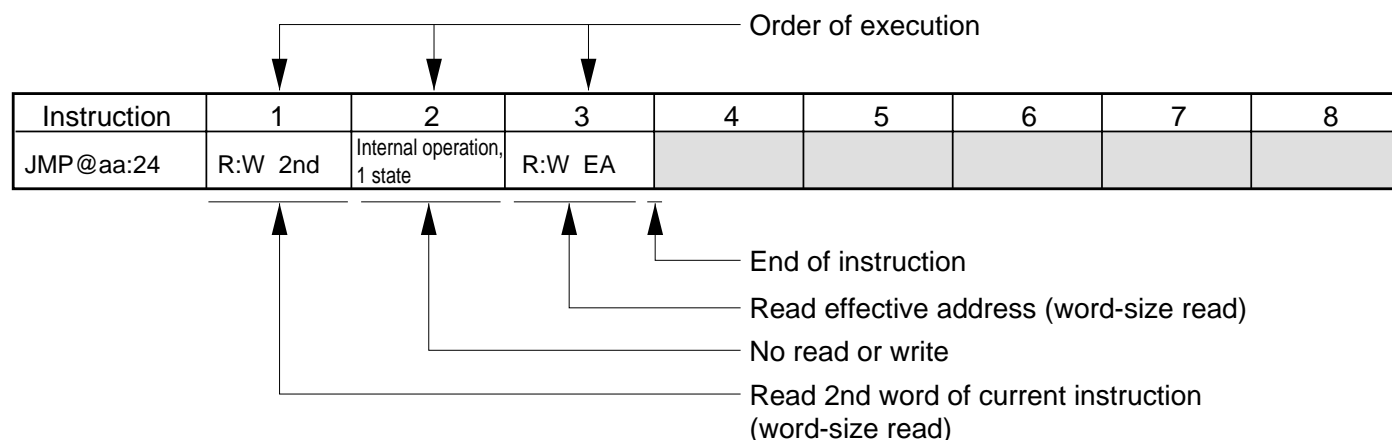 Order of execution
Instruction 1 2 3 4 5 6 7 8
JMP@aa:24 R:W 2nd Internal operation, 1 state R:W EA
End of instruction
Read effective address (word-size read)
No read or write
Read 2nd word of current instruction
(word-size read)